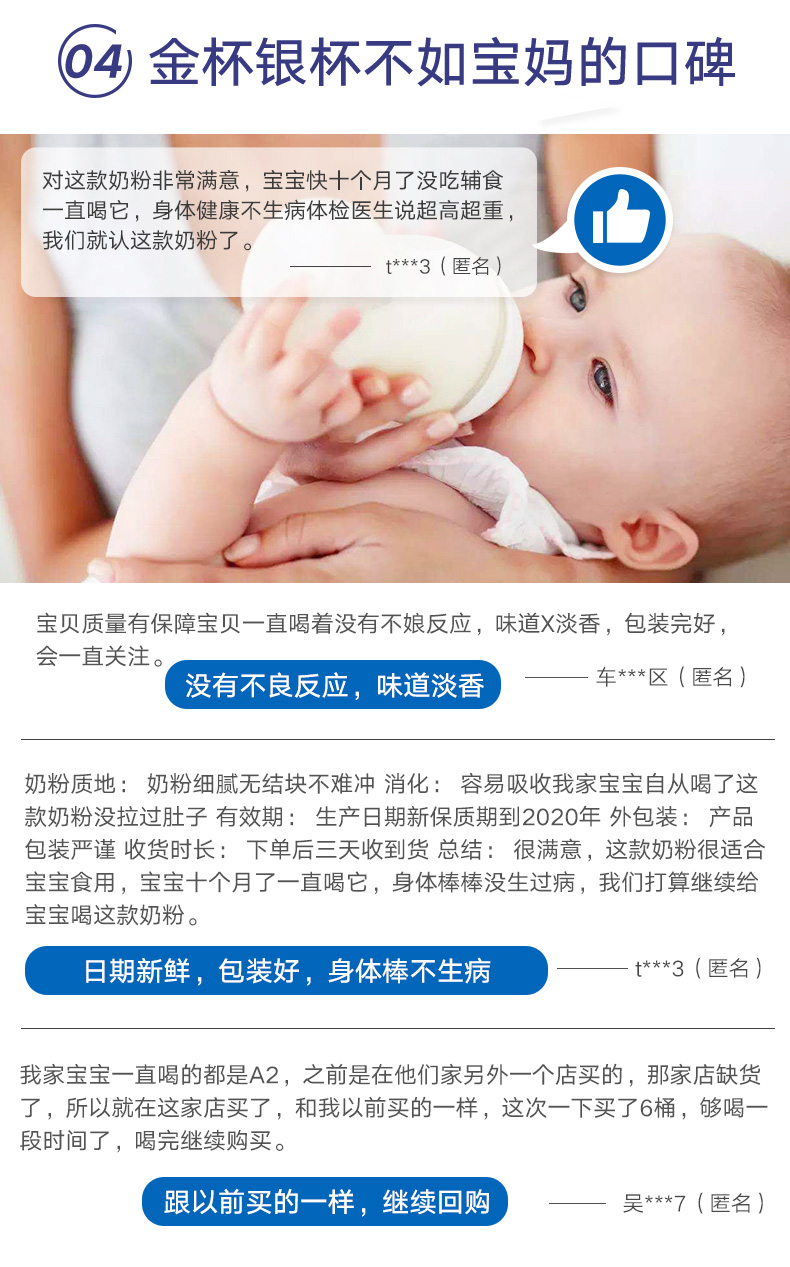 04 金杯银杯不如宝妈的口碑
对这款奶粉非常满意，宝宝快十个月了没吃辅食
一直喝它，身体健康不生病体检医生说超高超重，
我们就认这款奶粉了。
—— t***3（匿名）
宝贝质量有保障宝贝一直喝着没有不娘反应，味道X淡香，包装完好，
会一直关注。
没有不良反应，味道淡香
—— 车***区（匿名）
奶粉质地： 奶粉细腻无结块不难冲 消化： 容易吸收我家宝宝自从喝了这
款奶粉没拉过肚子 有效期： 生产日期新保质期到2020年 外包装： 产品
包装严谨 收货时长： 下单后三天收到货 总结： 很满意，这款奶粉很适合
宝宝食用，宝宝十个月了一直喝它，身体棒棒没生过病，我们打算继续给
宝宝喝这款奶粉。
日期新鲜，包装好，身体棒不生病
—— t***3（匿名）
我家宝宝一直喝的都是A2，之前是在他们家另外一个店买的，那家店缺货
了，所以就在这家店买了，和我以前买的一样，这次一下买了6桶，够喝一
段时间了，喝完继续购买。
跟以前买的一样，继续回购
—— 吴***7（匿名）